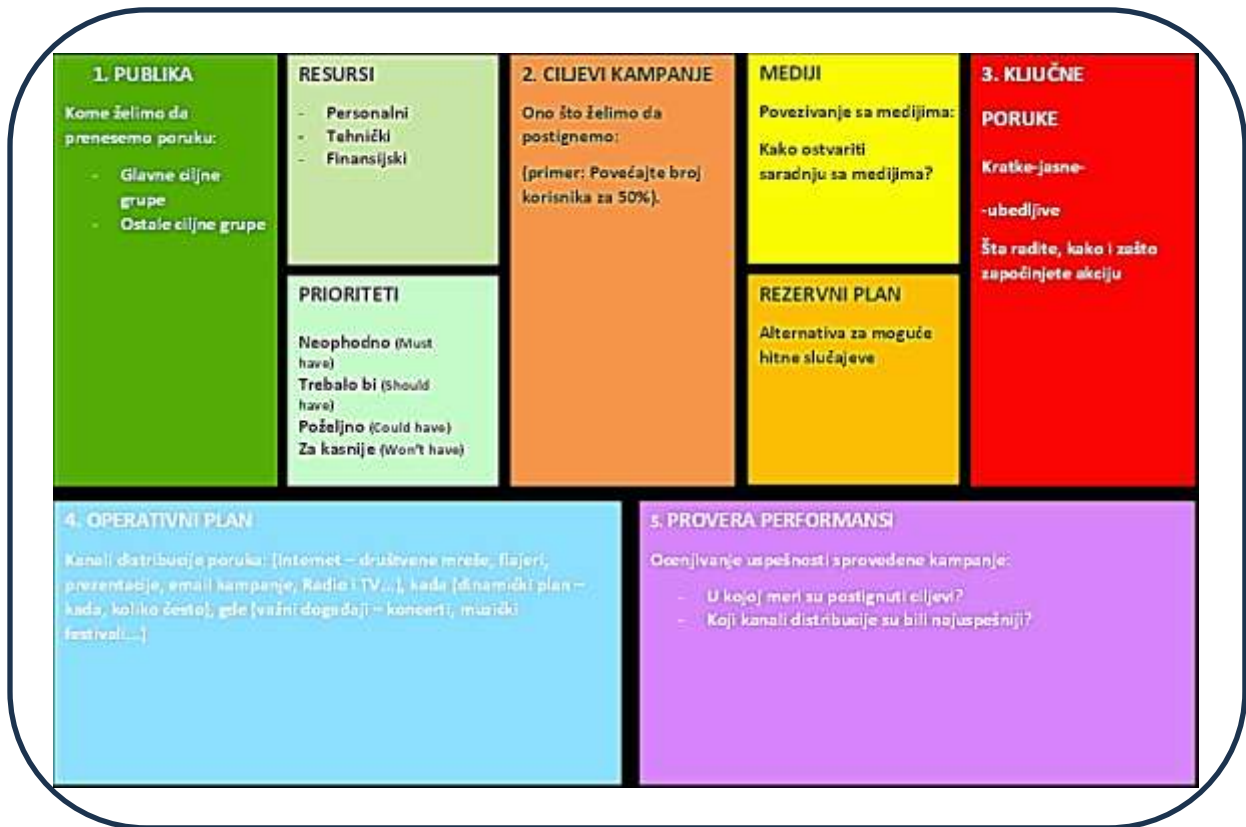 1. PUBLIKA
Kome želimo da
prenesemo poruku:
- Glavne ciljne
grupe
- Ostale ciljne grupe
RESURSI
- Personalni
- Tehnički
- Finansijski
PRIORITETI
Neophodno (Must
have)
Trebalo bi (Should
have)
Poželjno (Could have)
Za kasnije (Won't have)
2. CILJEVI KAMPANJE
Ono što želimo da
postignemo:
(primer: Povećajte broj
korisnika za 50%).
MEDIJI
Povezivanje sa medijima:
Kako ostvariti
saradnju sa medijima?
REZERVNI PLAN
Alternativa za moguće
hitne slučajeve
3. KLJUČNE
PORUKE
Kratke-jasne-
-ubedljive
Šta radite, kako i zašto
započinjete akciju
4. OPERATIVNI PLAN
Kanali distribucije poruka: (Internet – društvene mreže, flajeri,
prezentacije, email kampanje, Radio i TV...), kada (dinamički plan –
kada, koliko često), gde (važni događaji – koncerti, muzički
festivali...)
5. PROVERA PERFORMANSI
Ocenjivanje uspešnosti sprovedene kampanje:
- U kojoj meri su postignuti ciljevi?
- Koji kanali distribucije su bili najuspešniji?